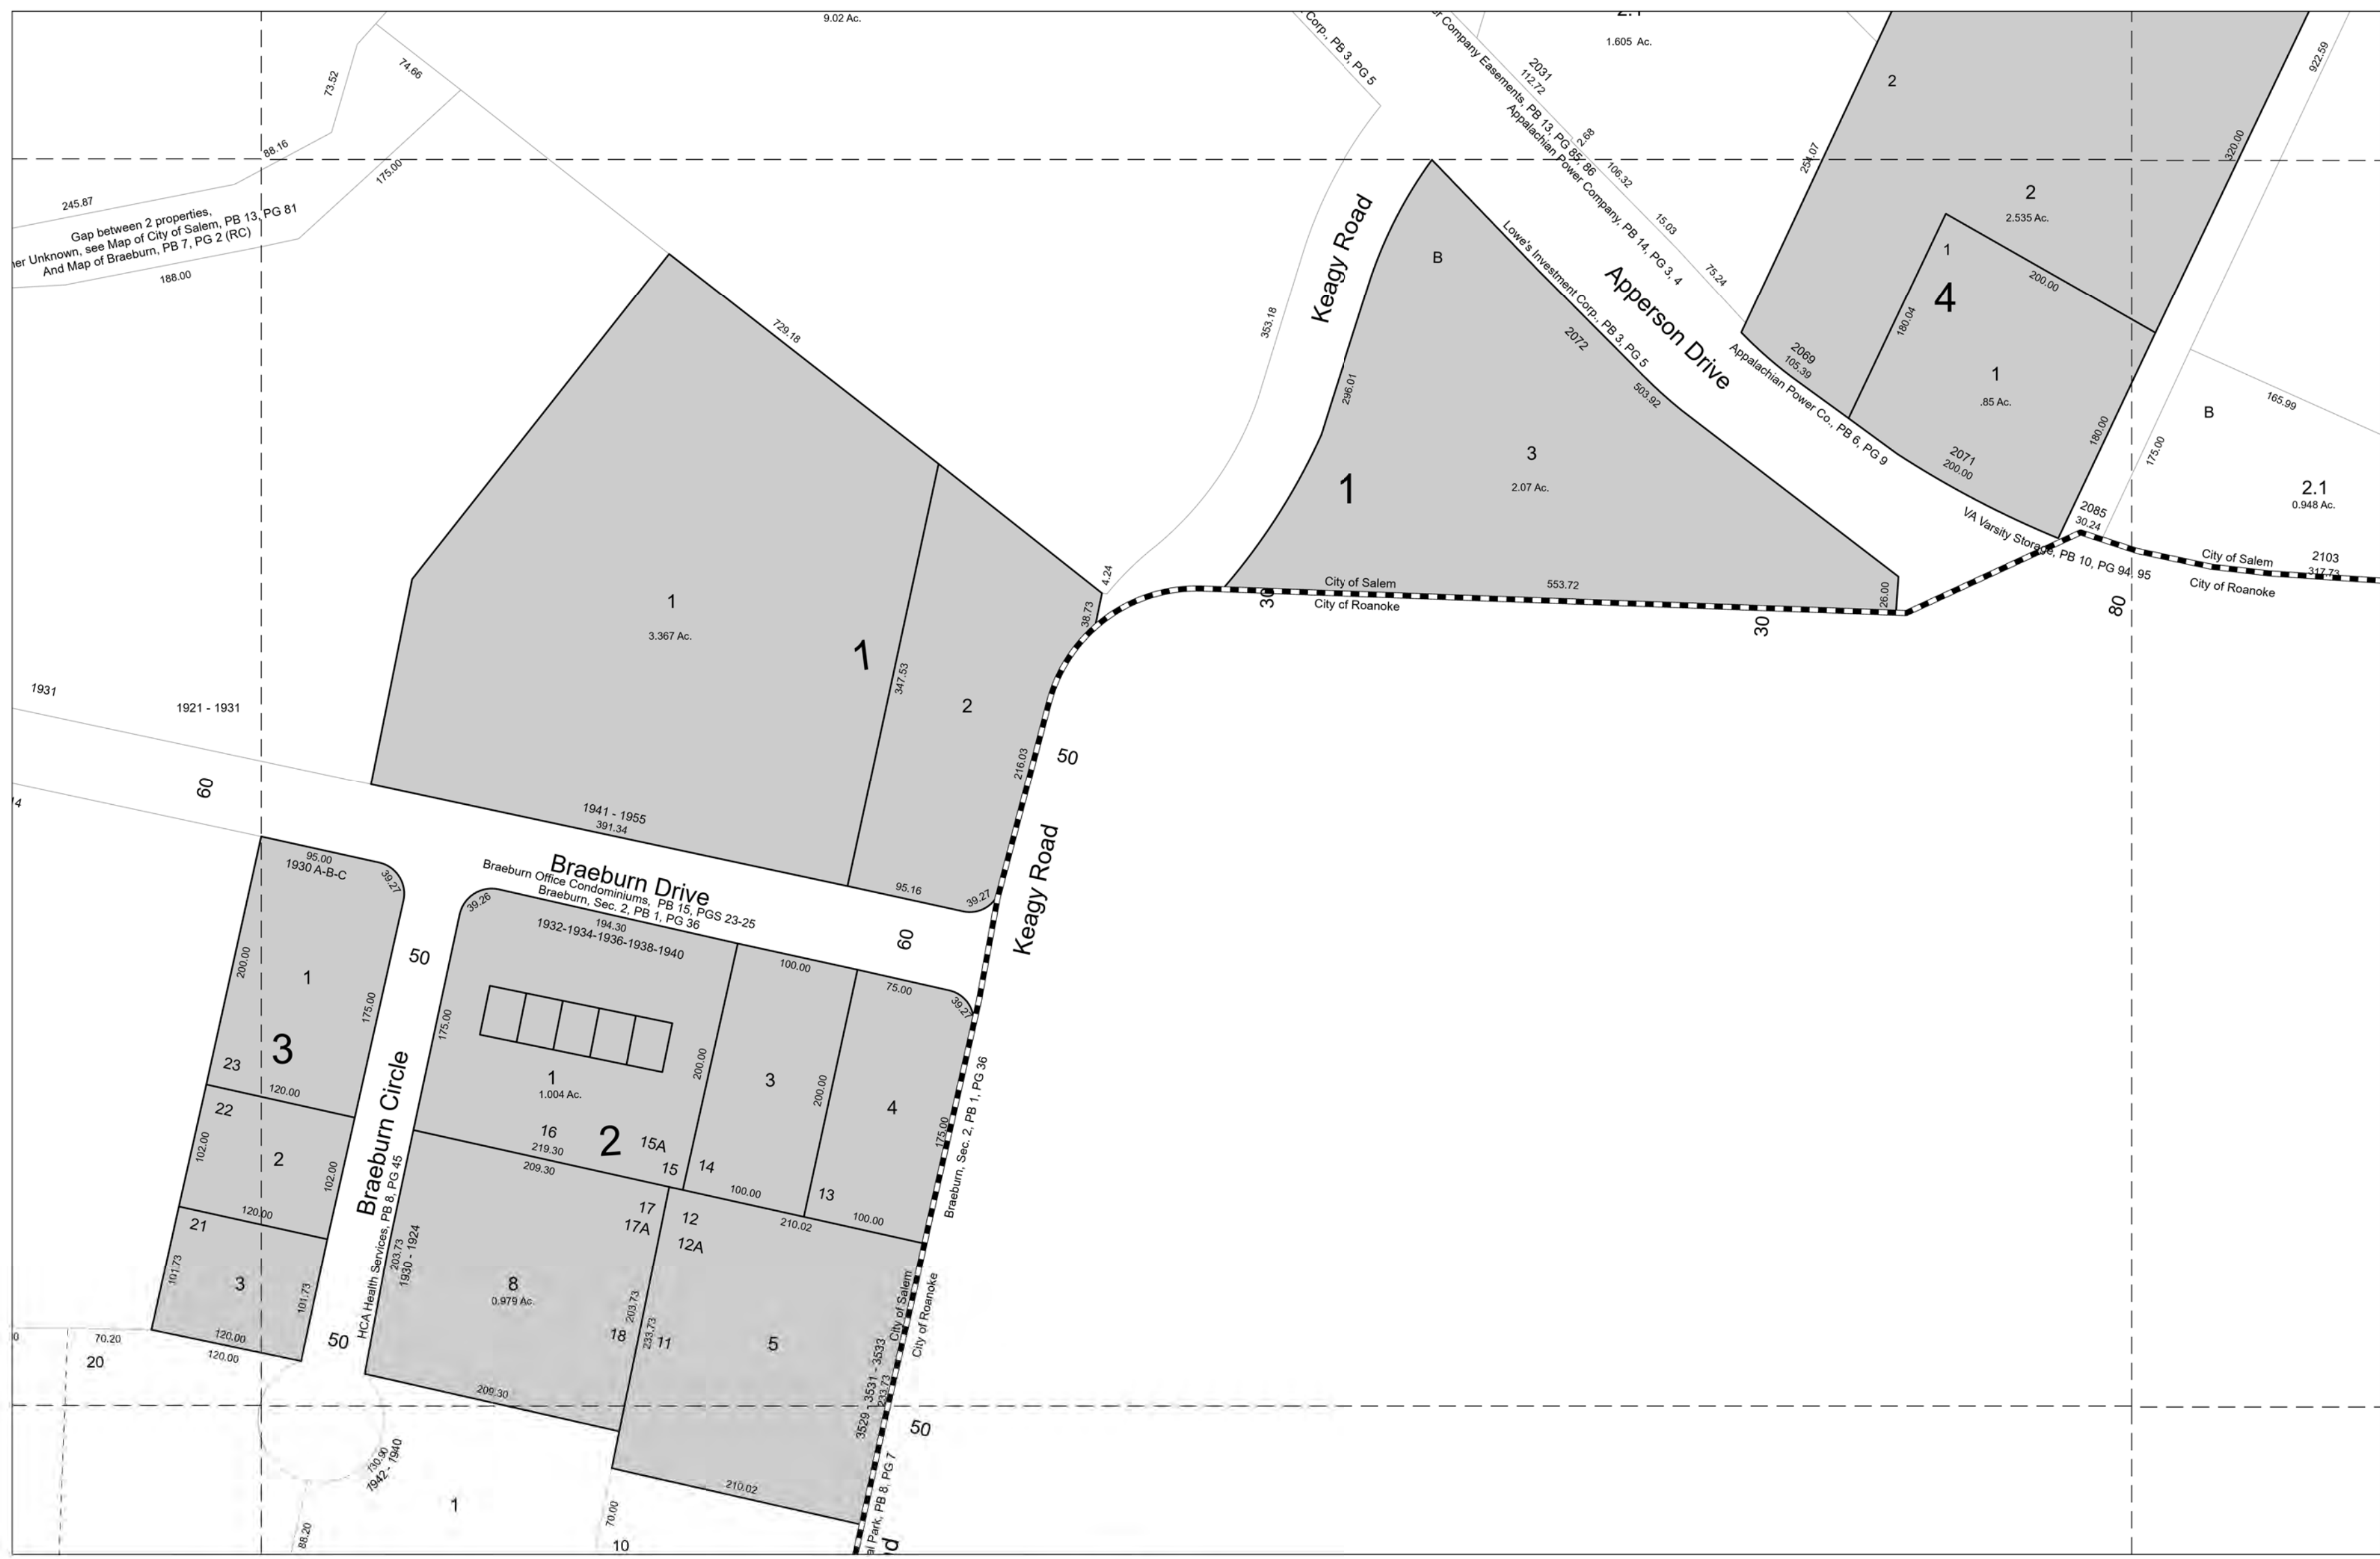 9.02 Ac.
74.66
73.52
88.16
175.00
245.87
Gap between 2 properties,
Unknown, see Map of City of Salem, PB 13, PG 81
And Map of Braeburn, PB 7, PG 2 (RC)
188.00
Corp., PB 3, PG 5
Company Easements, PB 13, PG 85, 86
Appalachian Power Company, PB 14, PG 3, 4
2031
112.72
2.68
106.32
15.03
75.24
1.605 Ac.
2
254.07
922.59
320.00
2
2.535 Ac.
1
200.00
4
180.04
1
.85 Ac.
180.00
2069
105.39
Appalachian Power Co., PB 6, PG 9
2071
200.00
VA Varsity Storage, PB 10, PG 94, 95
175.00
165.99
B
2.1
0.948 Ac.
2085
30.24
City of Salem
City of Roanoke
2103
317.73
80
Keagy Road
353.18
B
Lowe's Investment Corp., PB 3, PG 5
2072
503.92
Apperson Drive
296.01
1
3
2.07 Ac.
City of Salem
City of Roanoke
553.72
26.00
30
30
729.18
1
3.367 Ac.
1
347.53
2
4.24
38.73
216.03
50
1931
1921 - 1931
60
1941 - 1955
391.34
95.16
39.27
Keagy Road
Braeburn Drive
Braeburn Office Condominiums, PB 15, PGS 23-25
Braeburn, Sec. 2, PB 1, PG 36
60
95.00
1930 A-B-C
39.27
200.00
1
175.00
3
23
120.00
22
102.00
2
102.00
120.00
21
101.73
3
101.73
120.00
120.00
50
Braeburn Circle
HCA Health Services, PB 8, PG 45
50
39.26
194.30
1932-1934-1936-1938-1940
175.00
1
1.004 Ac.
16
219.30
2
15A
15
209.30
200.00
100.00
3
14
100.00
200.00
75.00
39.27
4
175.00
13
100.00
Braeburn, Sec. 2, PB 1, PG 36
17
17A
12
12A
210.02
203.73
1930 - 1924
8
0.979 Ac.
203.73
18
233.73
11
5
City of Salem
City of Roanoke
3529 - 3531 - 3533
233.73
50
209.30
210.02
70.20
20
730.90
1942 - 1940
1
88.20
70.00
10
Park, PB 8, PG 7